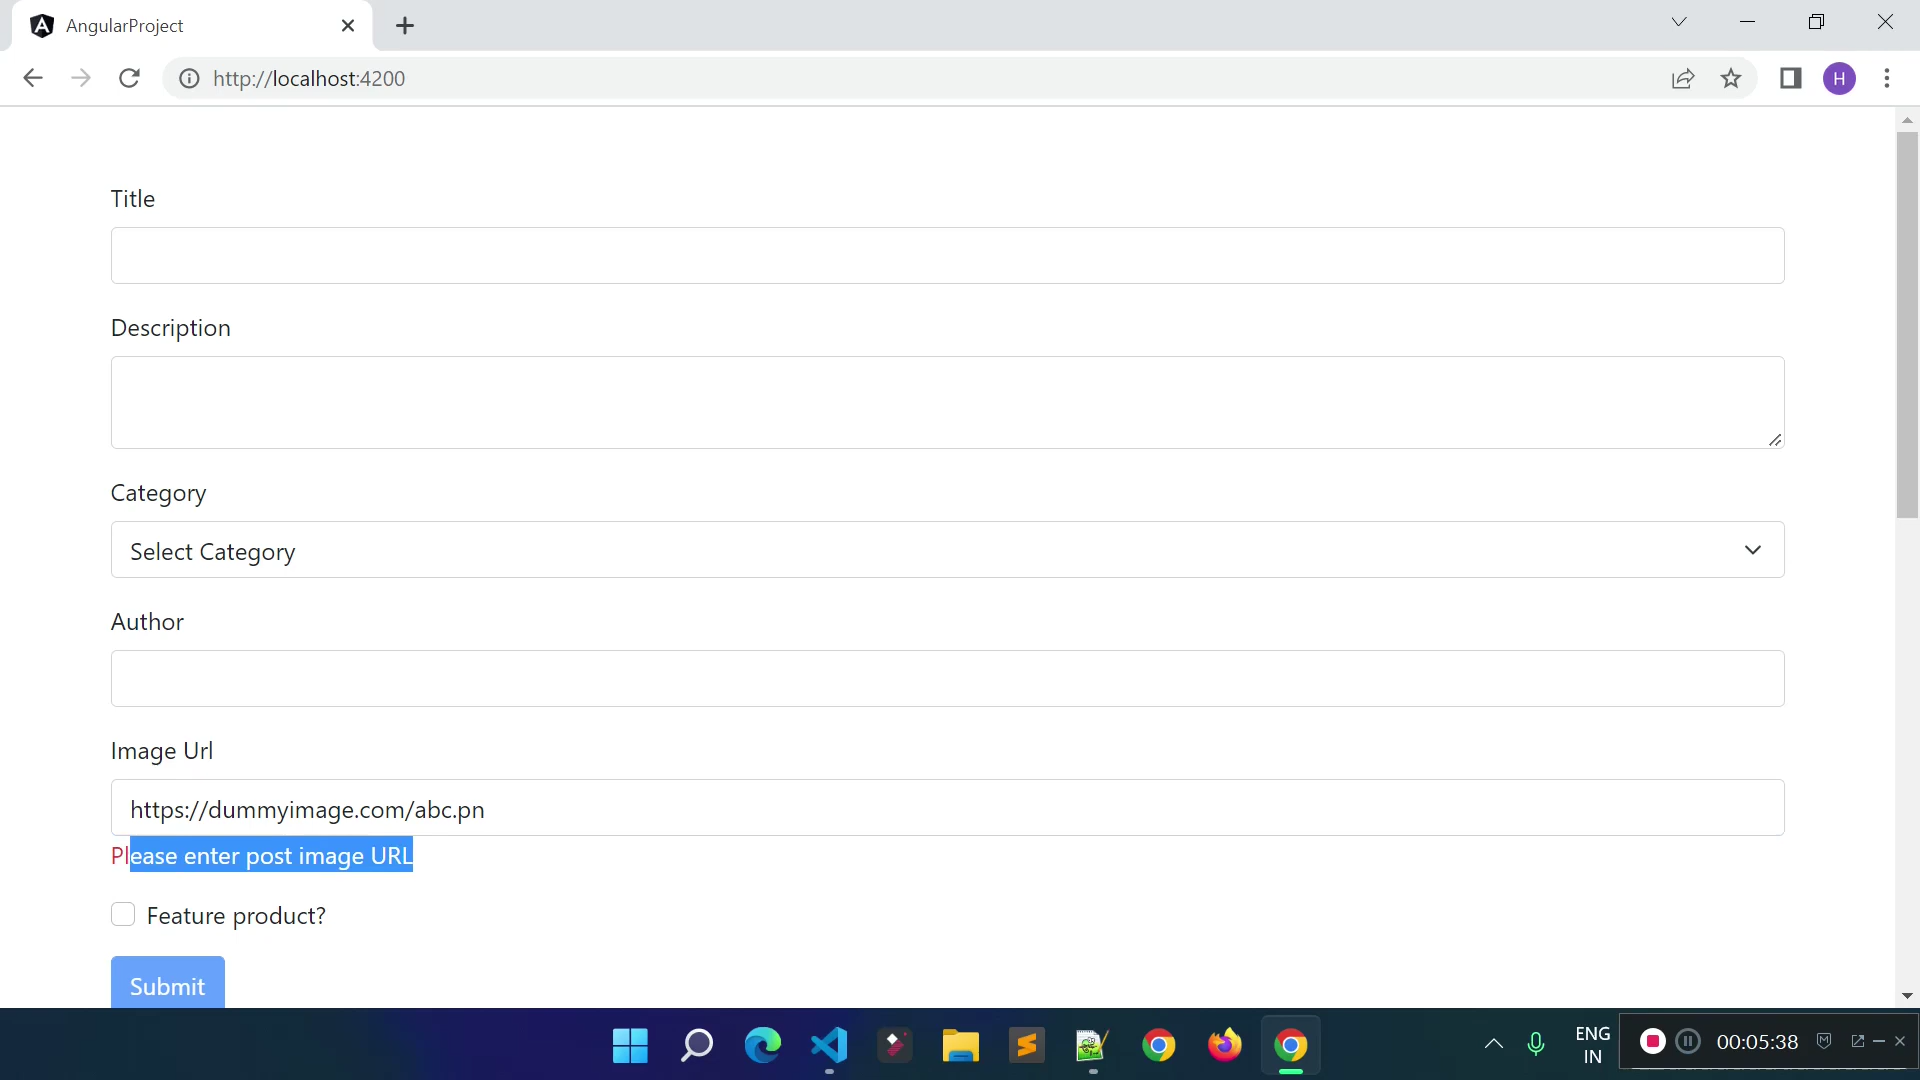 AngularProject
http://localhost:4200
H
Title
Description
Category
Select Category
Author
Image Url
https://dummyimage.com/abc.pn
Please enter post image URL
Feature product?
Submit
ENG
IN
00:05:38